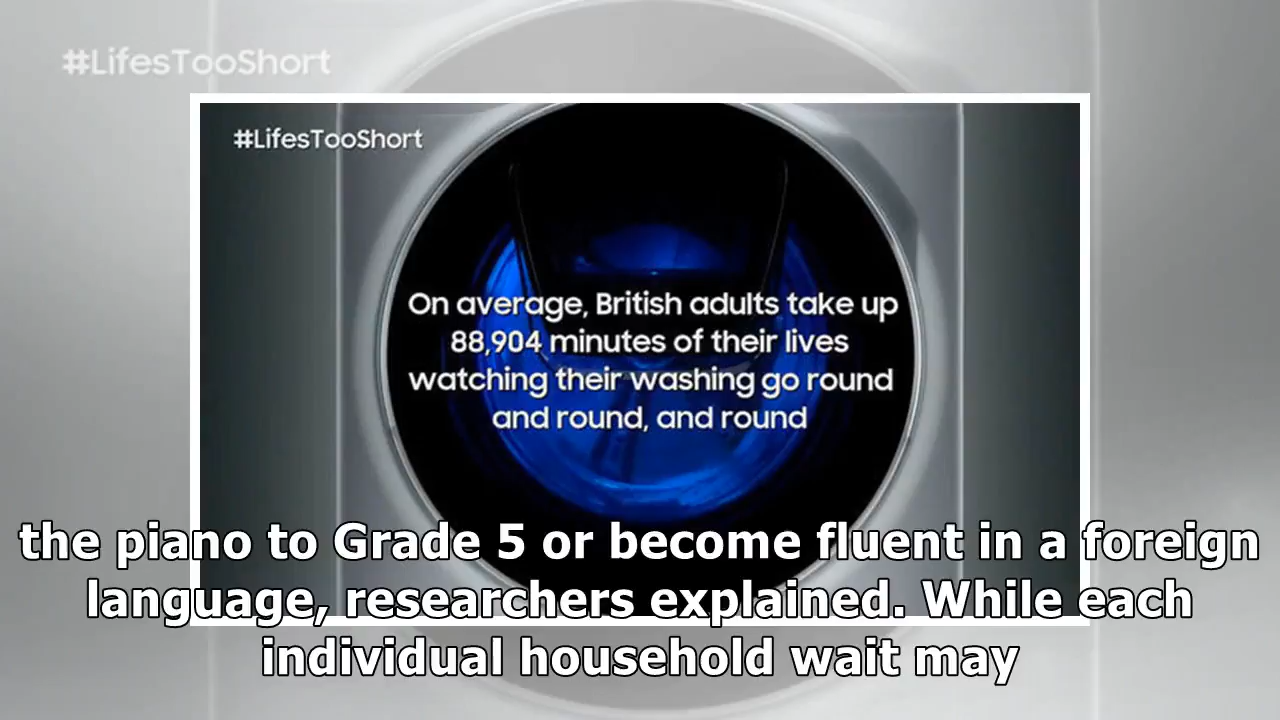 #LifesTooShort
#LifesTooShort
On average, British adults take up
88,904 minutes of their lives
watching their washing go round
and round, and round
the piano to Grade 5 or become fluent in a foreign
language, researchers explained. While each
individual household wait may